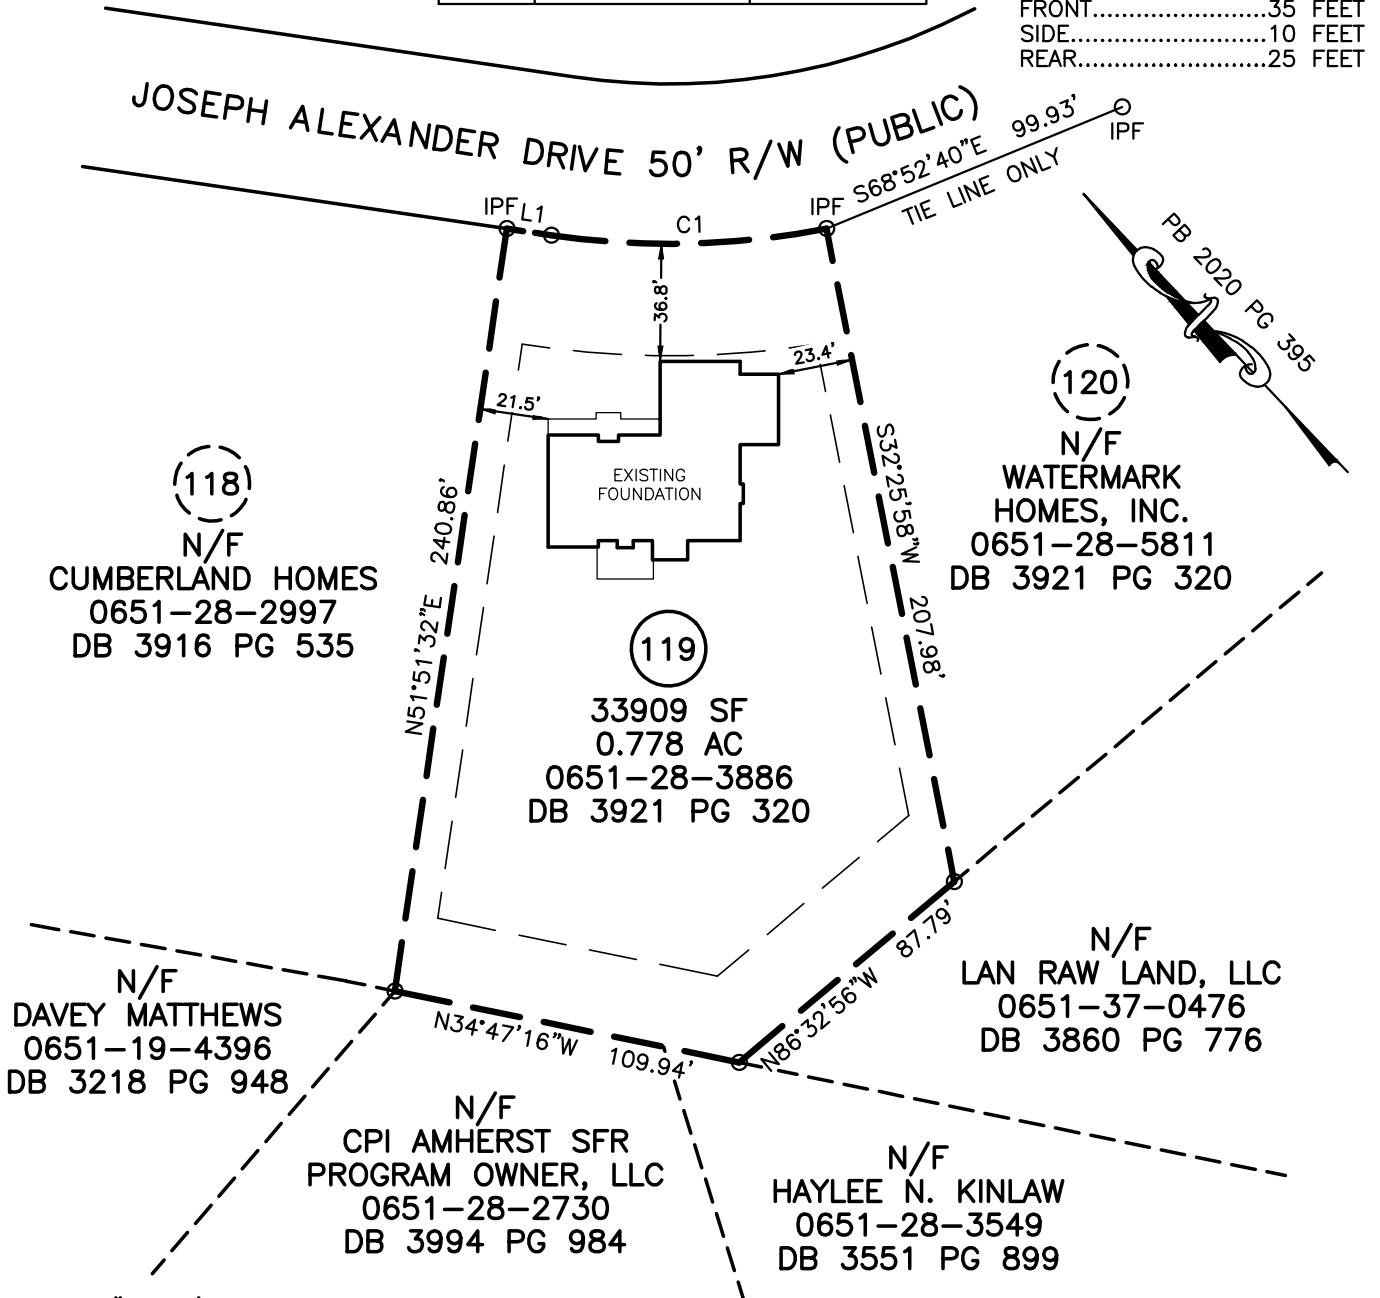 FRONT........................35 FEET
SIDE...........................10 FEET
REAR..........................25 FEET
JOSEPH ALEXANDER DRIVE 50' R/W (PUBLIC)
S68°52'40"E 99.93'
TIE LINE ONLY
IPF
IPF
L1
C1
IPF
PB 2020 PG 395
36.8'
23.4'
21.5'
EXISTING
FOUNDATION
118
N/F
CUMBERLAND HOMES
0651-28-2997
DB 3916 PG 535
N51°51'32"E 240.86'
S32°25'58"W 207.98'
120
N/F
WATERMARK
HOMES, INC.
0651-28-5811
DB 3921 PG 320
119
33909 SF
0.778 AC
0651-28-3886
DB 3921 PG 320
N/F
DAVEY MATTHEWS
0651-19-4396
DB 3218 PG 948
N34°47'16"W 109.94'
N86°32'56"W 87.79'
N/F
LAN RAW LAND, LLC
0651-37-0476
DB 3860 PG 776
N/F
CPI AMHERST SFR
PROGRAM OWNER, LLC
0651-28-2730
DB 3994 PG 984
N/F
HAYLEE N. KINLAW
0651-28-3549
DB 3551 PG 899